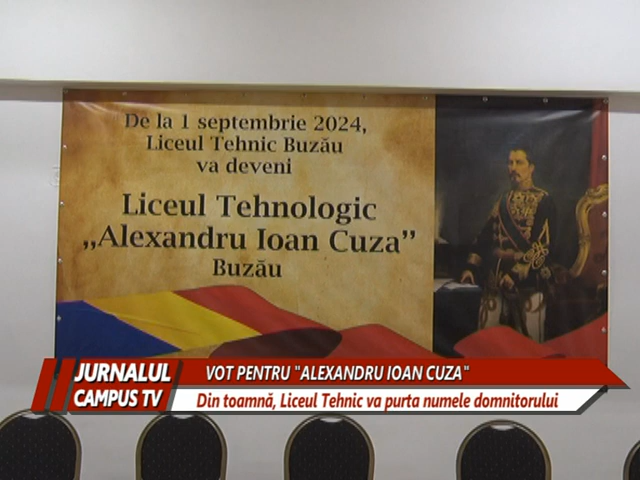 De la 1 septembrie 2024,
Liceul Tehnic Buzău
va deveni
Liceul Tehnologic
„Alexandru Ioan Cuza”
Buzău
JURNALUL
CAMPUS TV
VOT PENTRU "ALEXANDRU IOAN CUZA"
Din toamnă, Liceul Tehnic va purta numele domnitorului